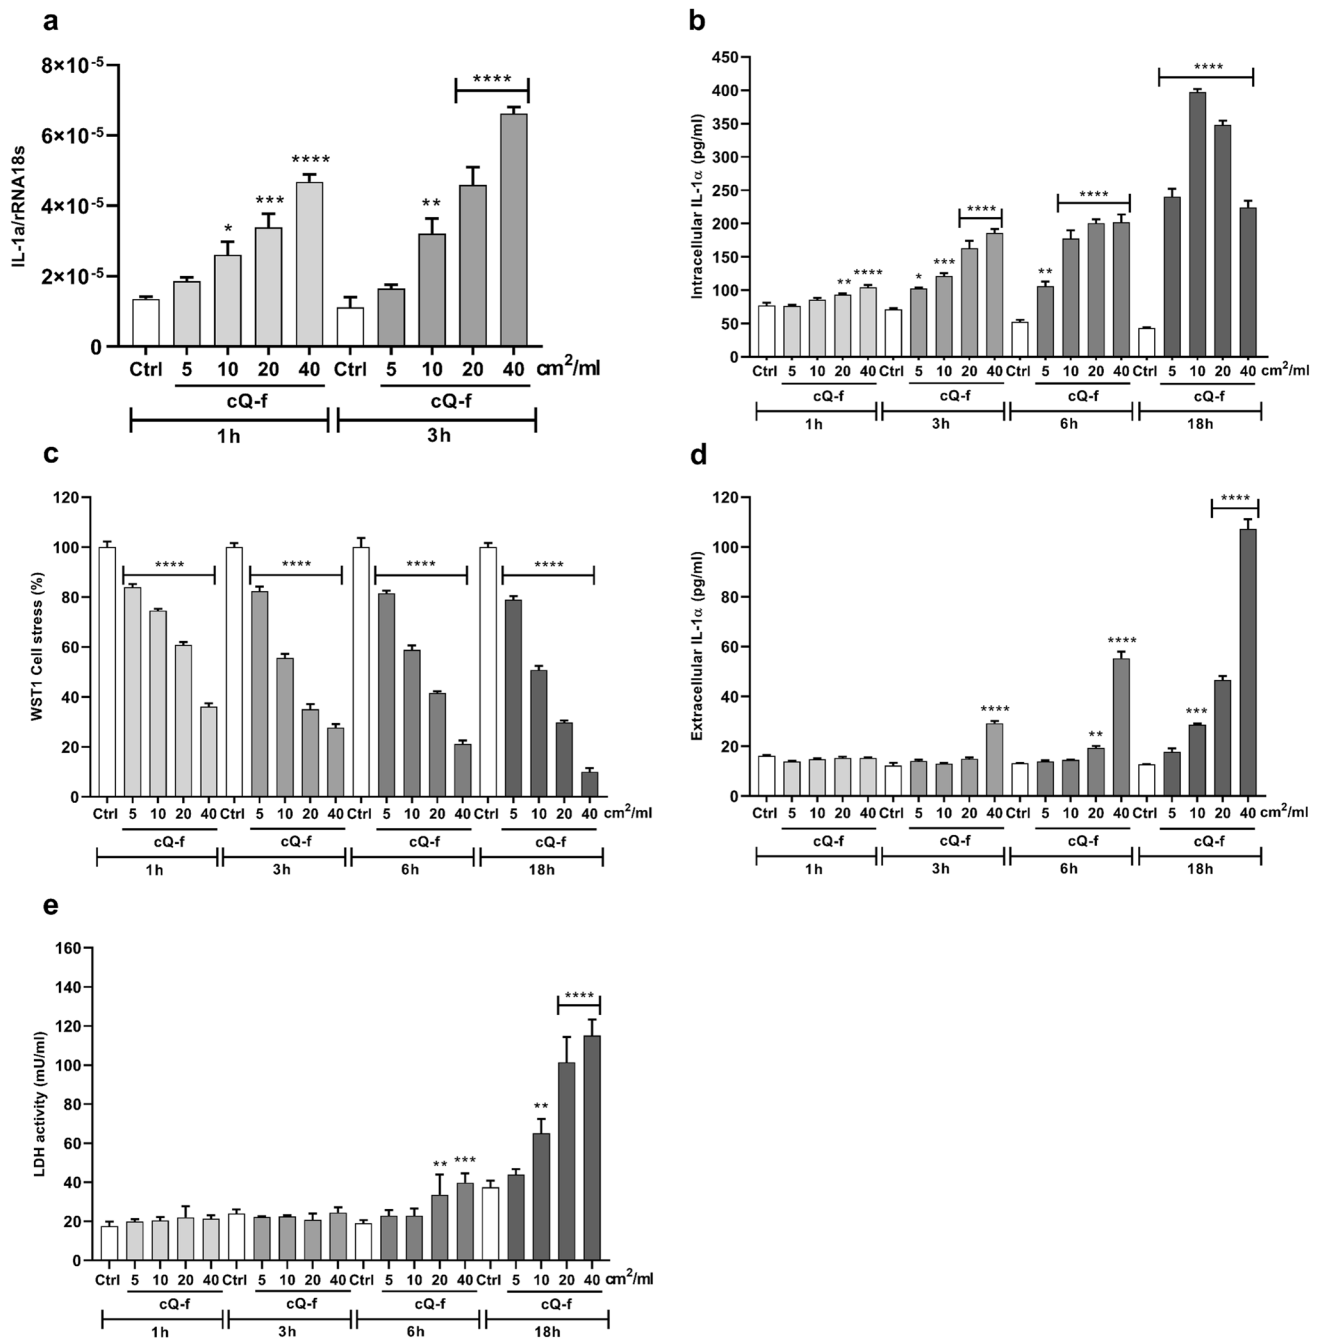 a
IL-1a/rRNA18s
8×10-5
6×10-5
4×10-5
2×10-5
0
* *** **** ** ****
Ctrl 5 10 20 40 Ctrl 5 10 20 40 cm2/ml
cQ-f cQ-f
1h 3h
b
Intracellular IL-1α (pg/ml)
450
400
350
300
250
200
150
100
50
0
** **** * *** **** ** **** ****
Ctrl 5 10 20 40 Ctrl 5 10 20 40 Ctrl 5 10 20 40 Ctrl 5 10 20 40 cm2/ml
cQ-f cQ-f cQ-f cQ-f
1h 3h 6h 18h
c
WST1 Cell stress (%)
120
100
80
60
40
20
0
**** **** **** ****
Ctrl 5 10 20 40 Ctrl 5 10 20 40 Ctrl 5 10 20 40 Ctrl 5 10 20 40 cm2/ml
cQ-f cQ-f cQ-f cQ-f
1h 3h 6h 18h
d
Extracellular IL-1α (pg/ml)
120
100
80
60
40
20
0
**** ** **** *** ****
Ctrl 5 10 20 40 Ctrl 5 10 20 40 Ctrl 5 10 20 40 Ctrl 5 10 20 40 cm2/ml
cQ-f cQ-f cQ-f cQ-f
1h 3h 6h 18h
e
LDH activity (mU/ml)
160
140
120
100
80
60
40
20
0
** *** ** ****
Ctrl 5 10 20 40 Ctrl 5 10 20 40 Ctrl 5 10 20 40 Ctrl 5 10 20 40 cm2/ml
cQ-f cQ-f cQ-f cQ-f
1h 3h 6h 18h